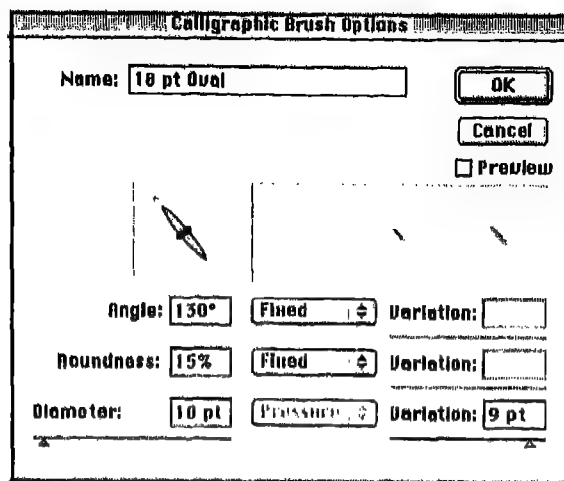 Calligraphic Brush Options
Name: 10 pt Oval
OK
Cancel
Preview
Angle: 130° Fixed Variation:
Roundness: 15% Fixed Variation:
Diameter: 10 pt Pressure Variation: 9 pt